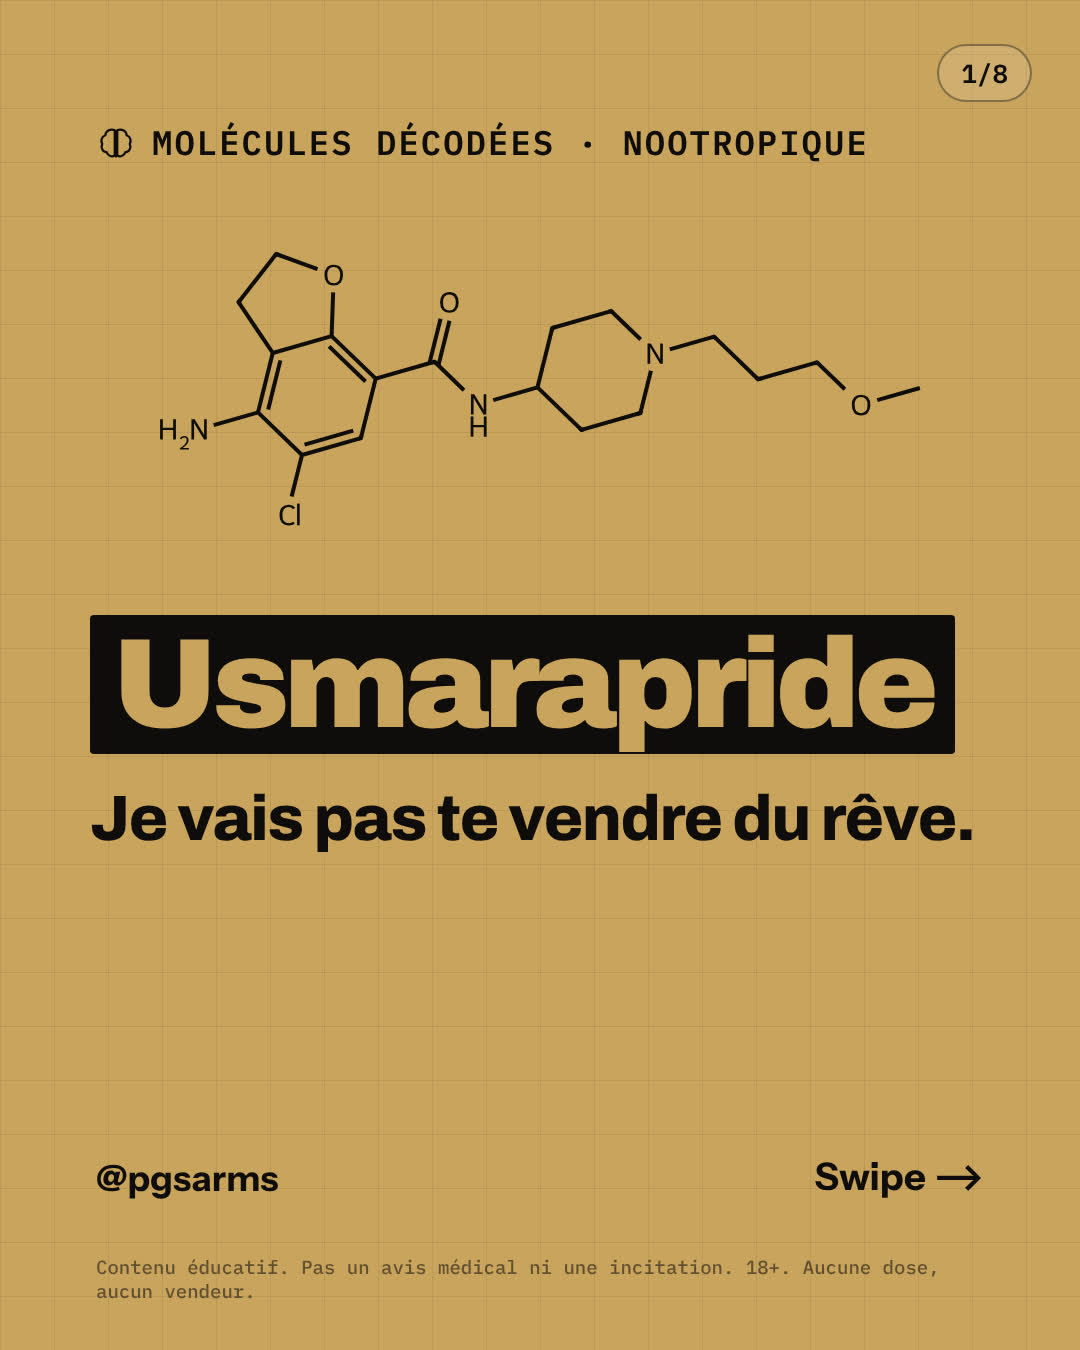 1/8
MOLÉCULES DÉCODÉES · NOOTROPIQUE
O
O
N
N
H
O
H2N
Cl
Usmarapride
Je vais pas te vendre du rêve.
@pgsarms
Swipe →
Contenu éducatif. Pas un avis médical ni une incitation. 18+. Aucune dose,
aucun vendeur.